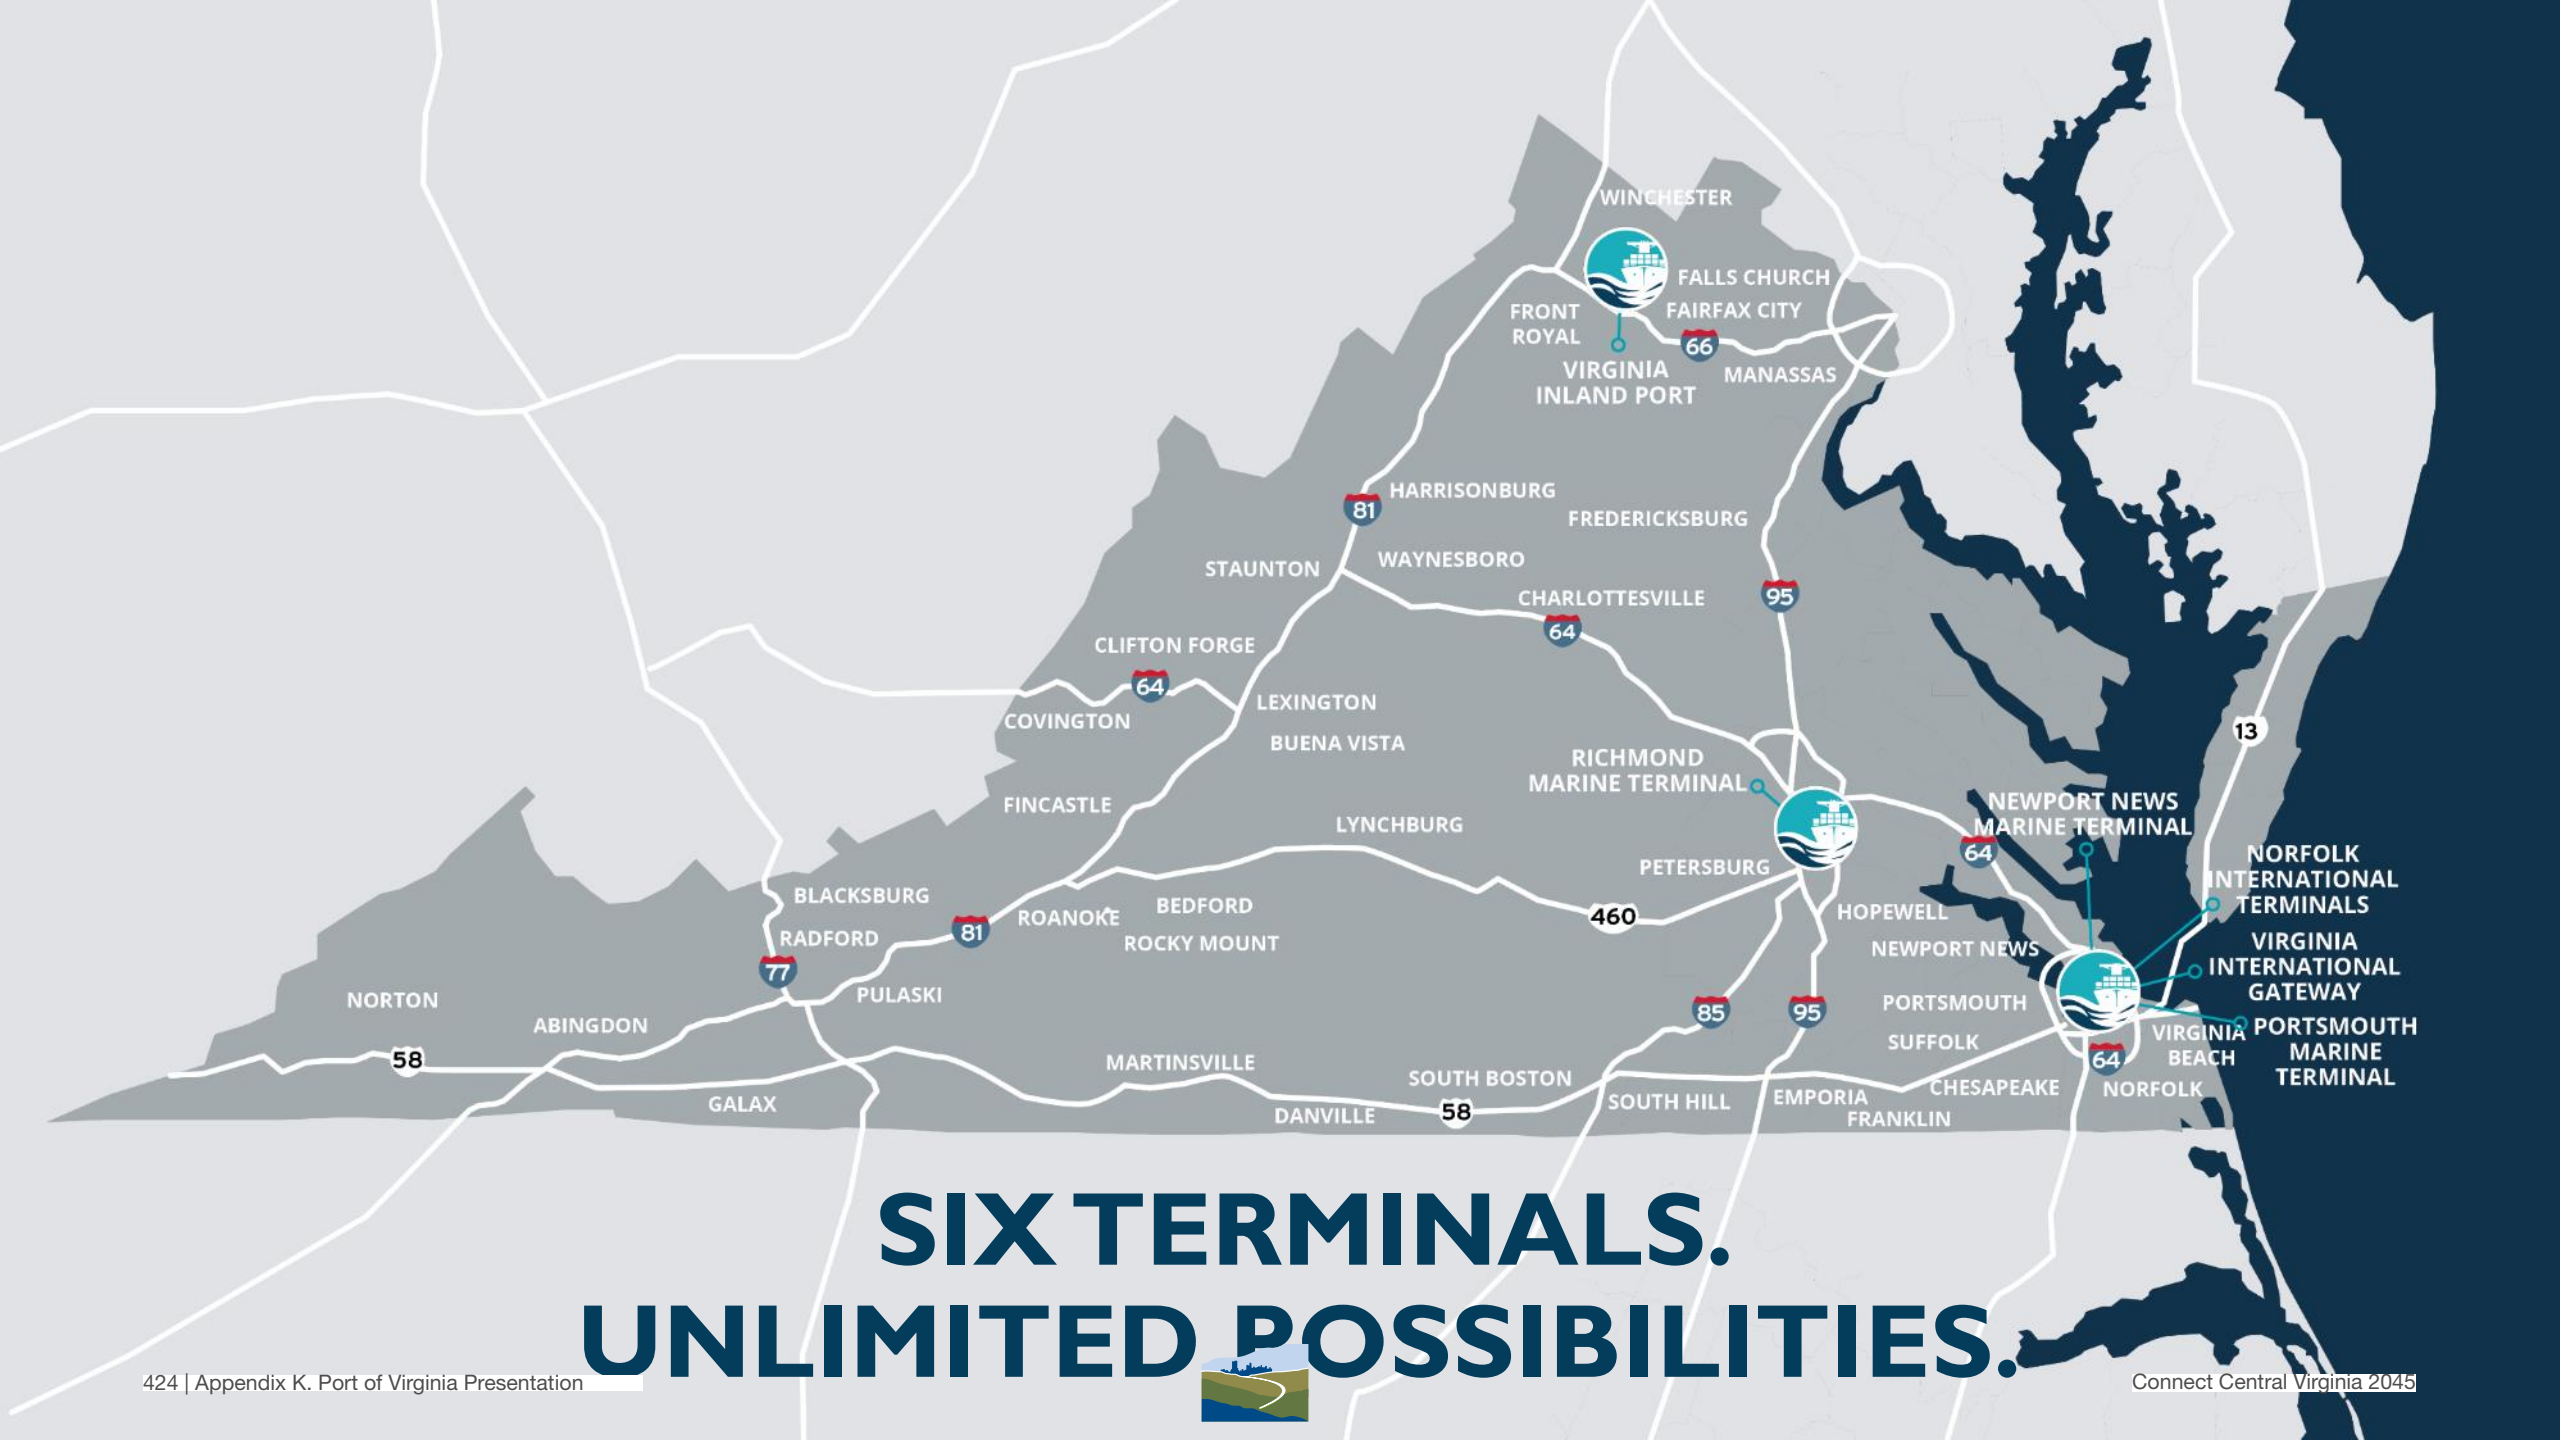 WINCHESTER
FALLS CHURCH
FRONT
ROYAL
FAIRFAX CITY
66
VIRGINIA
INLAND PORT
MANASSAS
HARRISONBURG
81
FREDERICKSBURG
STAUNTON
WAYNESBORO
CHARLOTTESVILLE
95
64
CLIFTON FORGE
64
LEXINGTON
COVINGTON
BUENA VISTA
13
RICHMOND
MARINE TERMINAL
FINCASTLE
LYNCHBURG
NEWPORT NEWS
MARINE TERMINAL
64
NORFOLK
INTERNATIONAL
TERMINALS
PETERSBURG
BLACKSBURG
ROANOKE
BEDFORD
460
HOPEWELL
81
RADFORD
ROCKY MOUNT
NEWPORT NEWS
VIRGINIA
INTERNATIONAL
GATEWAY
77
NORTON
PULASKI
85
95
PORTSMOUTH
ABINGDON
SUFFOLK
VIRGINIA
BEACH
PORTSMOUTH
MARINE
TERMINAL
58
MARTINSVILLE
64
SOUTH BOSTON
CHESAPEAKE
NORFOLK
GALAX
DANVILLE
58
SOUTH HILL
EMPORIA
FRANKLIN
SIX TERMINALS.
UNLIMITED POSSIBILITIES.
424 | Appendix K. Port of Virginia Presentation
Connect Central Virginia 2045